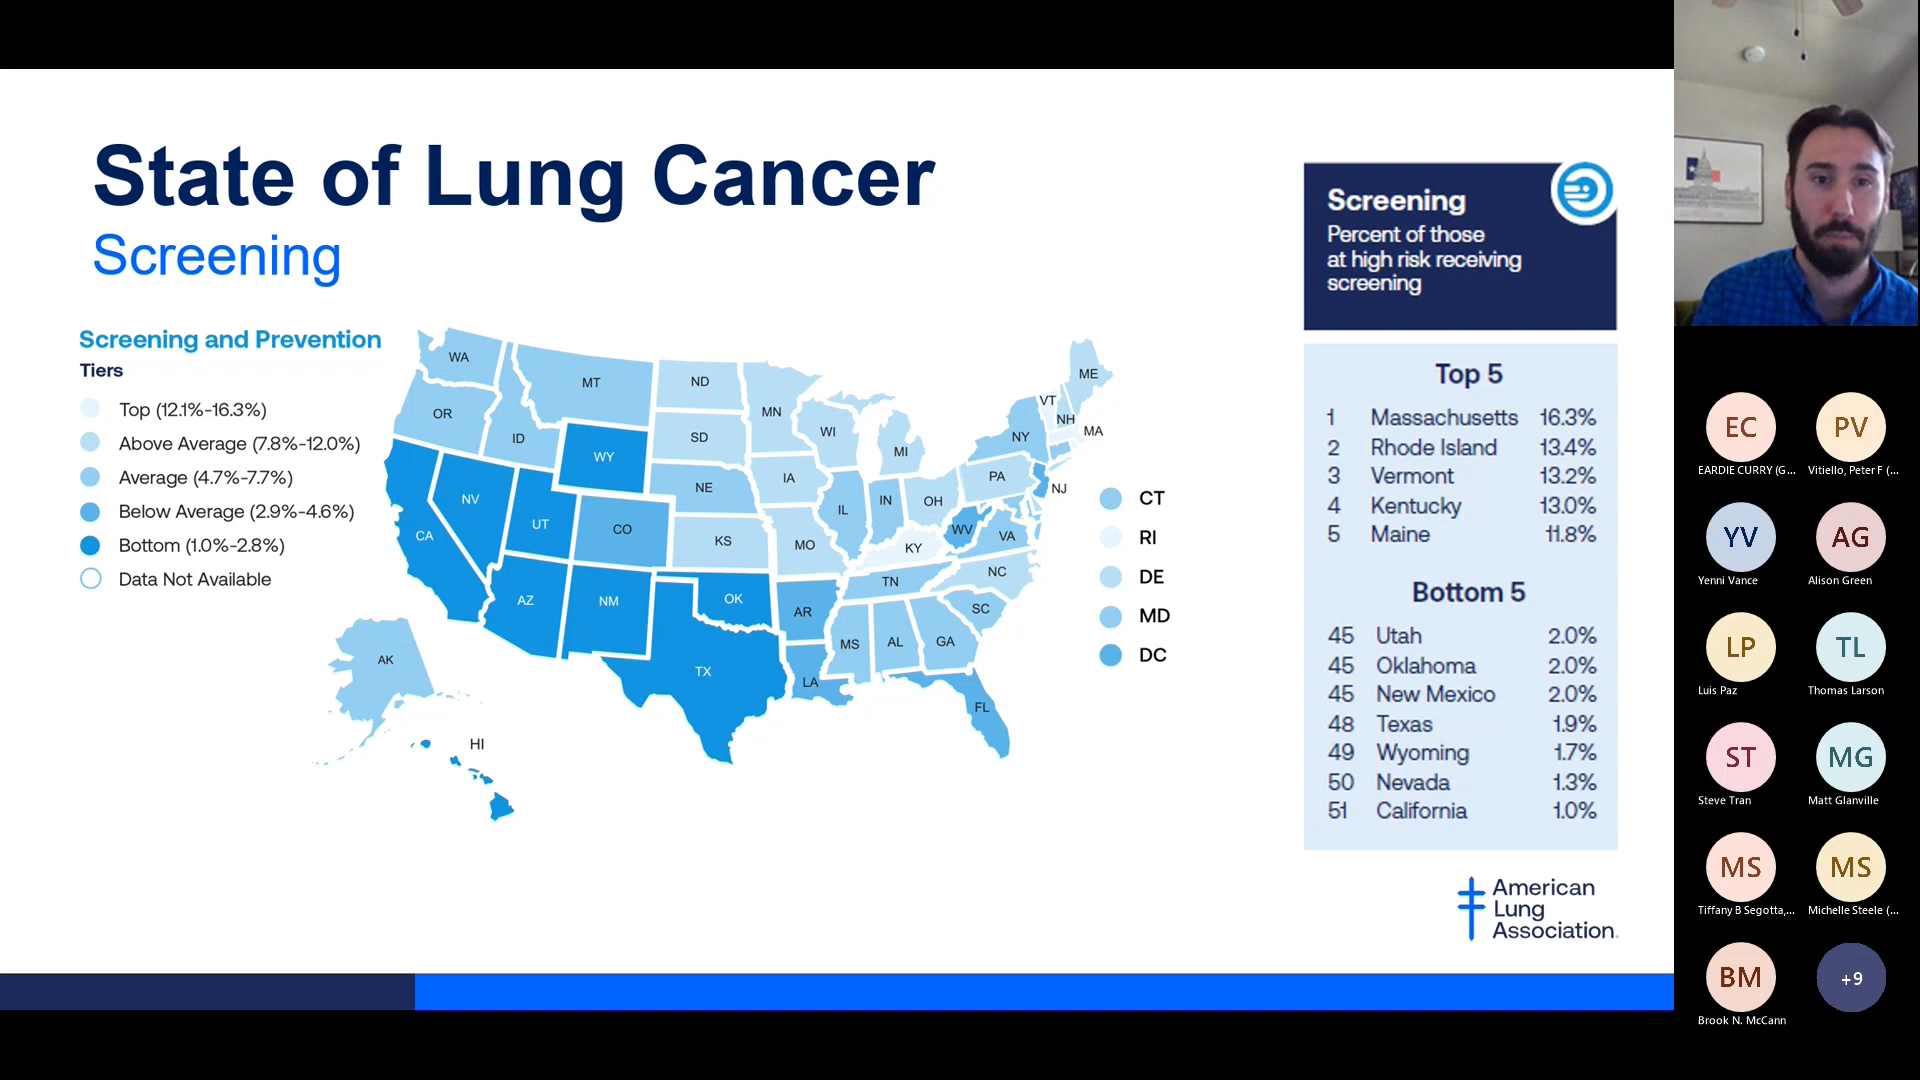 State of Lung Cancer
Screening
Screening and Prevention
Tiers
Top (12.1%-16.3%)
Above Average (7.8%-12.0%)
Average (4.7%-7.7%)
Below Average (2.9%-4.6%)
Bottom (1.0%-2.8%)
Data Not Available
WA
MT
ND
MN
ME
VT
NH
MA
OR
ID
SD
WI
MI
NY
WY
NE
IA
PA
NJ
NV
UT
CO
IL
IN
OH
WV
VA
CA
KS
MO
KY
AZ
NM
OK
AR
TN
NC
SC
MS
AL
GA
TX
LA
FL
AK
HI
CT
RI
DE
MD
DC
Screening
Percent of those
at high risk receiving
screening
Top 5
1 Massachusetts 16.3%
2 Rhode Island 13.4%
3 Vermont 13.2%
4 Kentucky 13.0%
5 Maine 11.8%
Bottom 5
45 Utah 2.0%
45 Oklahoma 2.0%
45 New Mexico 2.0%
48 Texas 1.9%
49 Wyoming 1.7%
50 Nevada 1.3%
51 California 1.0%
American
Lung
Association.
EC PV
EARDIE CURRY (G... Vitiello, Peter F (...
YV AG
Yenni Vance Alison Green
LP TL
Luis Paz Thomas Larson
ST MG
Steve Tran Matt Glanville
MS MS
Tiffany B Segotta,... Michelle Steele (...
BM +9
Brook N. McCann